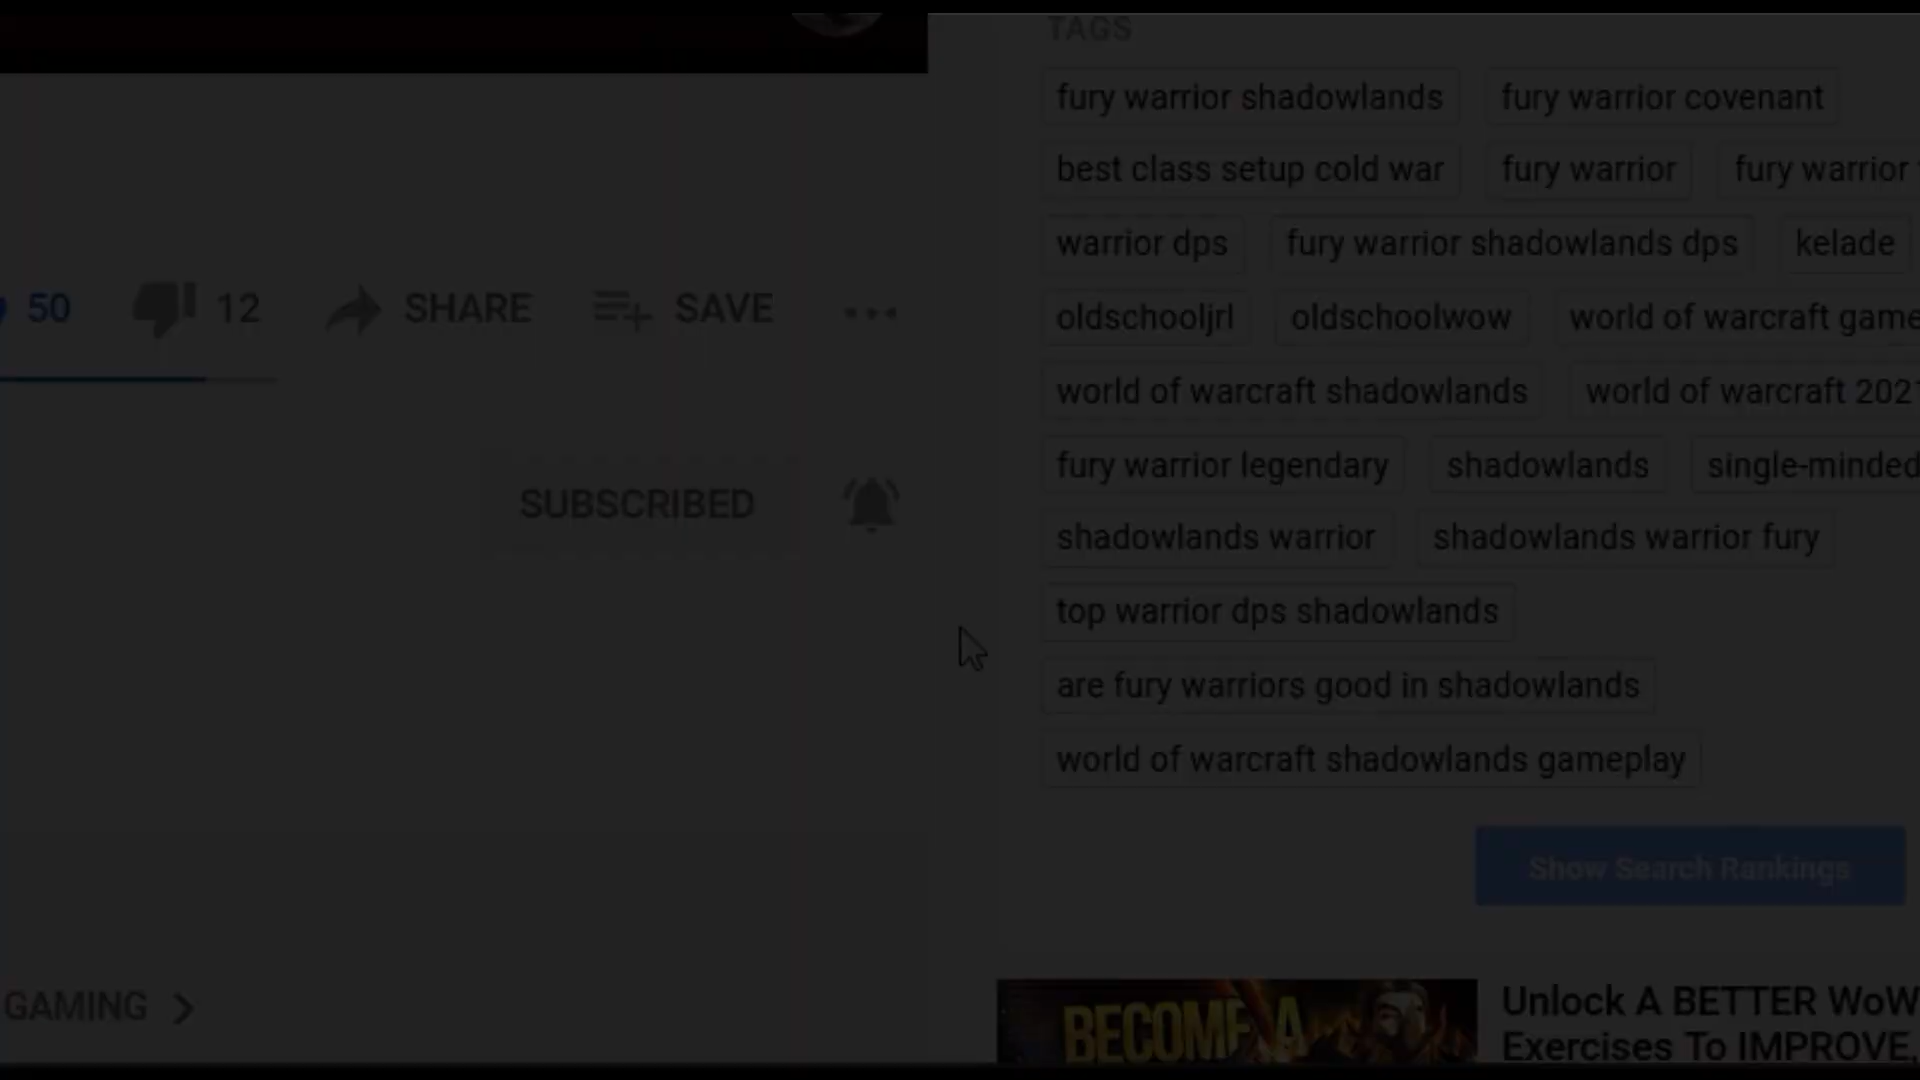 TAGS
fury warrior shadowlands fury warrior covenant
best class setup cold war fury warrior fury warrior
warrior dps fury warrior shadowlands dps kelade
50 12 SHARE SAVE
oldschooljrl oldschoolwow world of warcraft game
world of warcraft shadowlands world of warcraft 202
fury warrior legendary shadowlands single-minded
SUBSCRIBED
shadowlands warrior shadowlands warrior fury
top warrior dps shadowlands
are fury warriors good in shadowlands
world of warcraft shadowlands gameplay
Show Search Rankings
GAMING
BECOME A
Unlock A BETTER WoW
Exercises To IMPROVE,